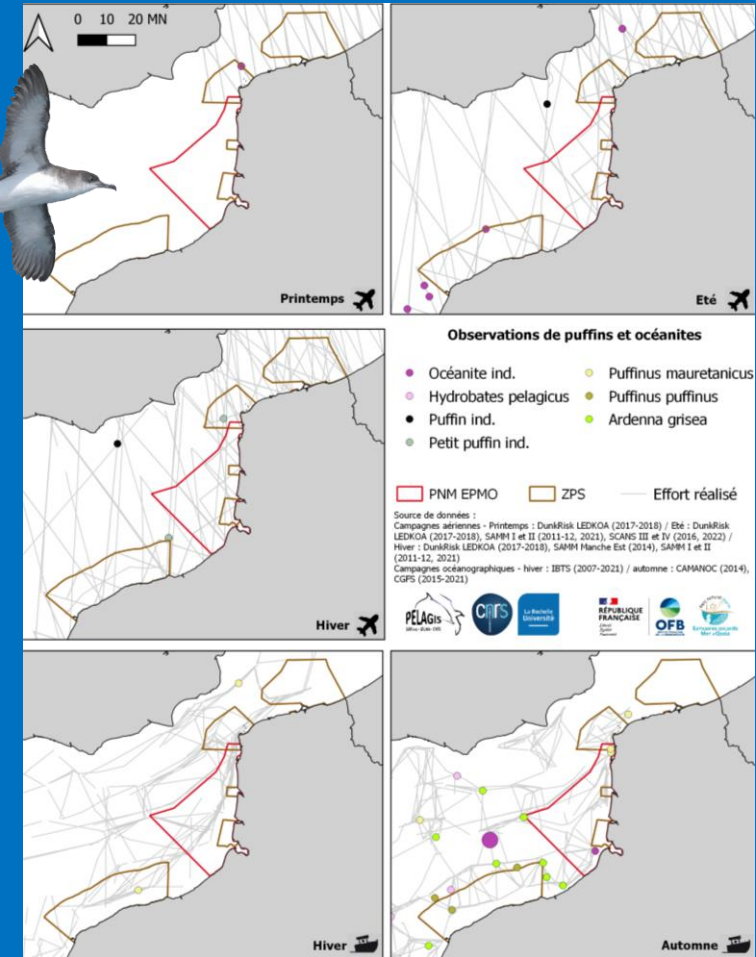 0 10 20 MN
Printemps
Eté
Observations de puffins et océanites
Océanite ind.
Hydrobates pelagicus
Puffin ind.
Petit puffin ind.
Puffinus mauretanicus
Puffinus puffinus
Ardenna grisea
PNM EPMO
ZPS
Effort réalisé
Source de données :
Campagnes aériennes - Printemps : DunkRisk LEDKOA (2017-2018) / Eté : DunkRisk
LEDKOA (2017-2018), SAMM I et II (2011-12, 2021), SCANS III et IV (2016, 2022) /
Hiver : DunkRisk LEDKOA (2017-2018), SAMM Manche Est (2014), SAMM I et II
(2011-12, 2021)
Campagnes océanographiques - hiver : IBTS (2007-2021) / automne : CAMANOC (2014),
CGFS (2015-2021)
PELAGIS
cnrs
La Rochelle
Université
RÉPUBLIQUE
FRANÇAISE
OFB
Hiver
Hiver
Automne